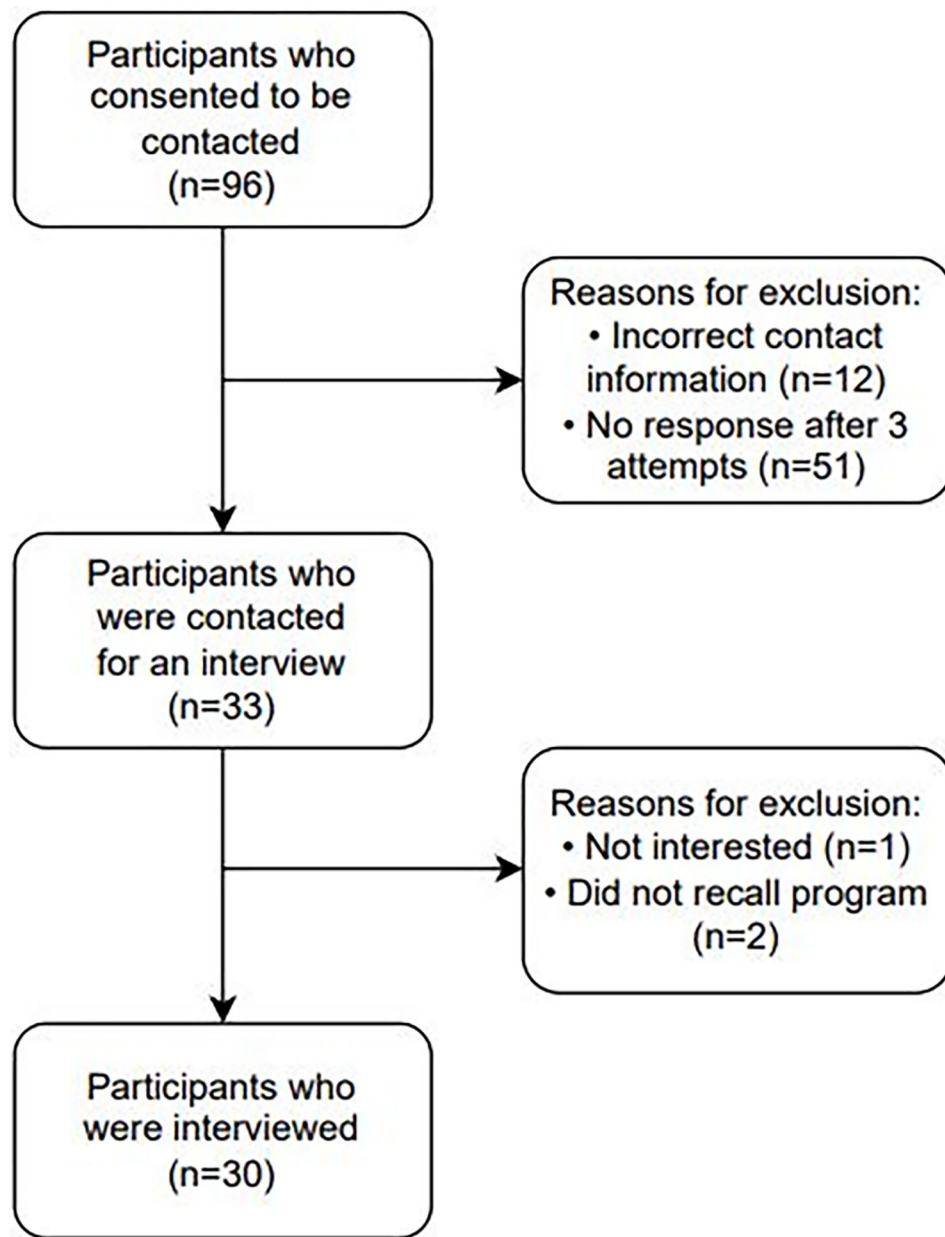 Participants who
consented to be
contacted
(n=96)
Reasons for exclusion:
• Incorrect contact
information (n=12)
• No response after 3
attempts (n=51)
Participants who
were contacted
for an interview
(n=33)
Reasons for exclusion:
• Not interested (n=1)
• Did not recall program
(n=2)
Participants who
were interviewed
(n=30)